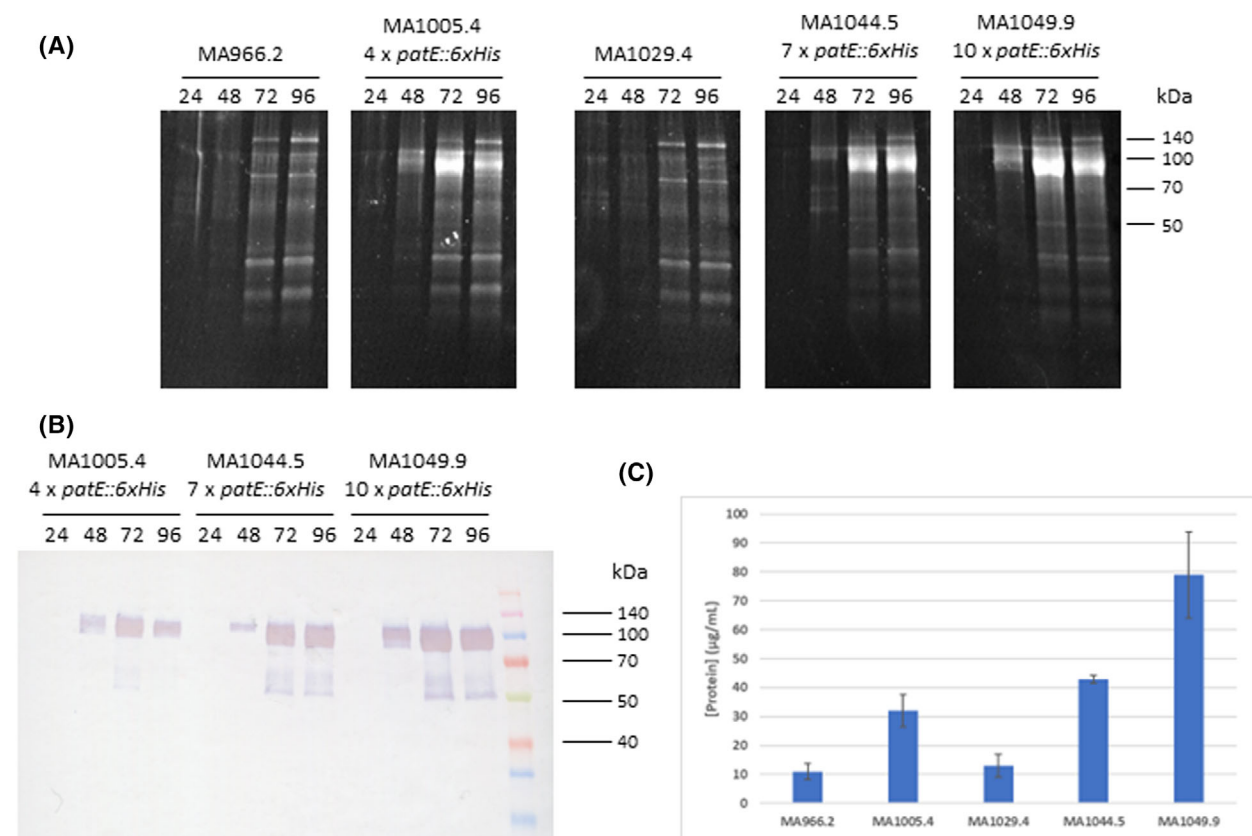 (A)
MA966.2
MA1005.4
4 x patE::6xHis
MA1029.4
MA1044.5
7 x patE::6xHis
MA1049.9
10 x patE::6xHis
24 48 72 96 24 48 72 96 24 48 72 96 24 48 72 96 24 48 72 96 kDa
140
100
70
50
(B)
MA1005.4 MA1044.5 MA1049.9
4 x patE::6xHis 7 x patE::6xHis 10 x patE::6xHis
24 48 72 96 24 48 72 96 24 48 72 96
kDa
140
100
70
50
40
(C)
[Protein] (µg/mL)
100
90
80
70
60
50
40
30
20
10
0
MA966.2 MA1005.4 MA1029.4 MA1044.5 MA1049.9